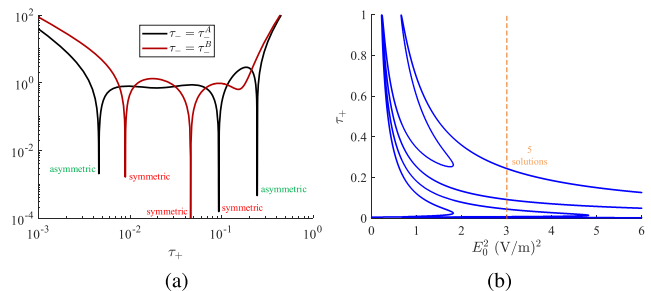 10^2
10^0
10^-2
10^-4
τ_- = τ_-^A
τ_- = τ_-^B
asymmetric
symmetric
symmetric
symmetric
asymmetric
10^-3
10^-2
10^-1
10^0
τ_+
(a)
1
0.8
0.6
0.4
0.2
0
τ_+
5
solutions
0
1
2
3
4
5
6
E_0^2 (V/m)^2
(b)